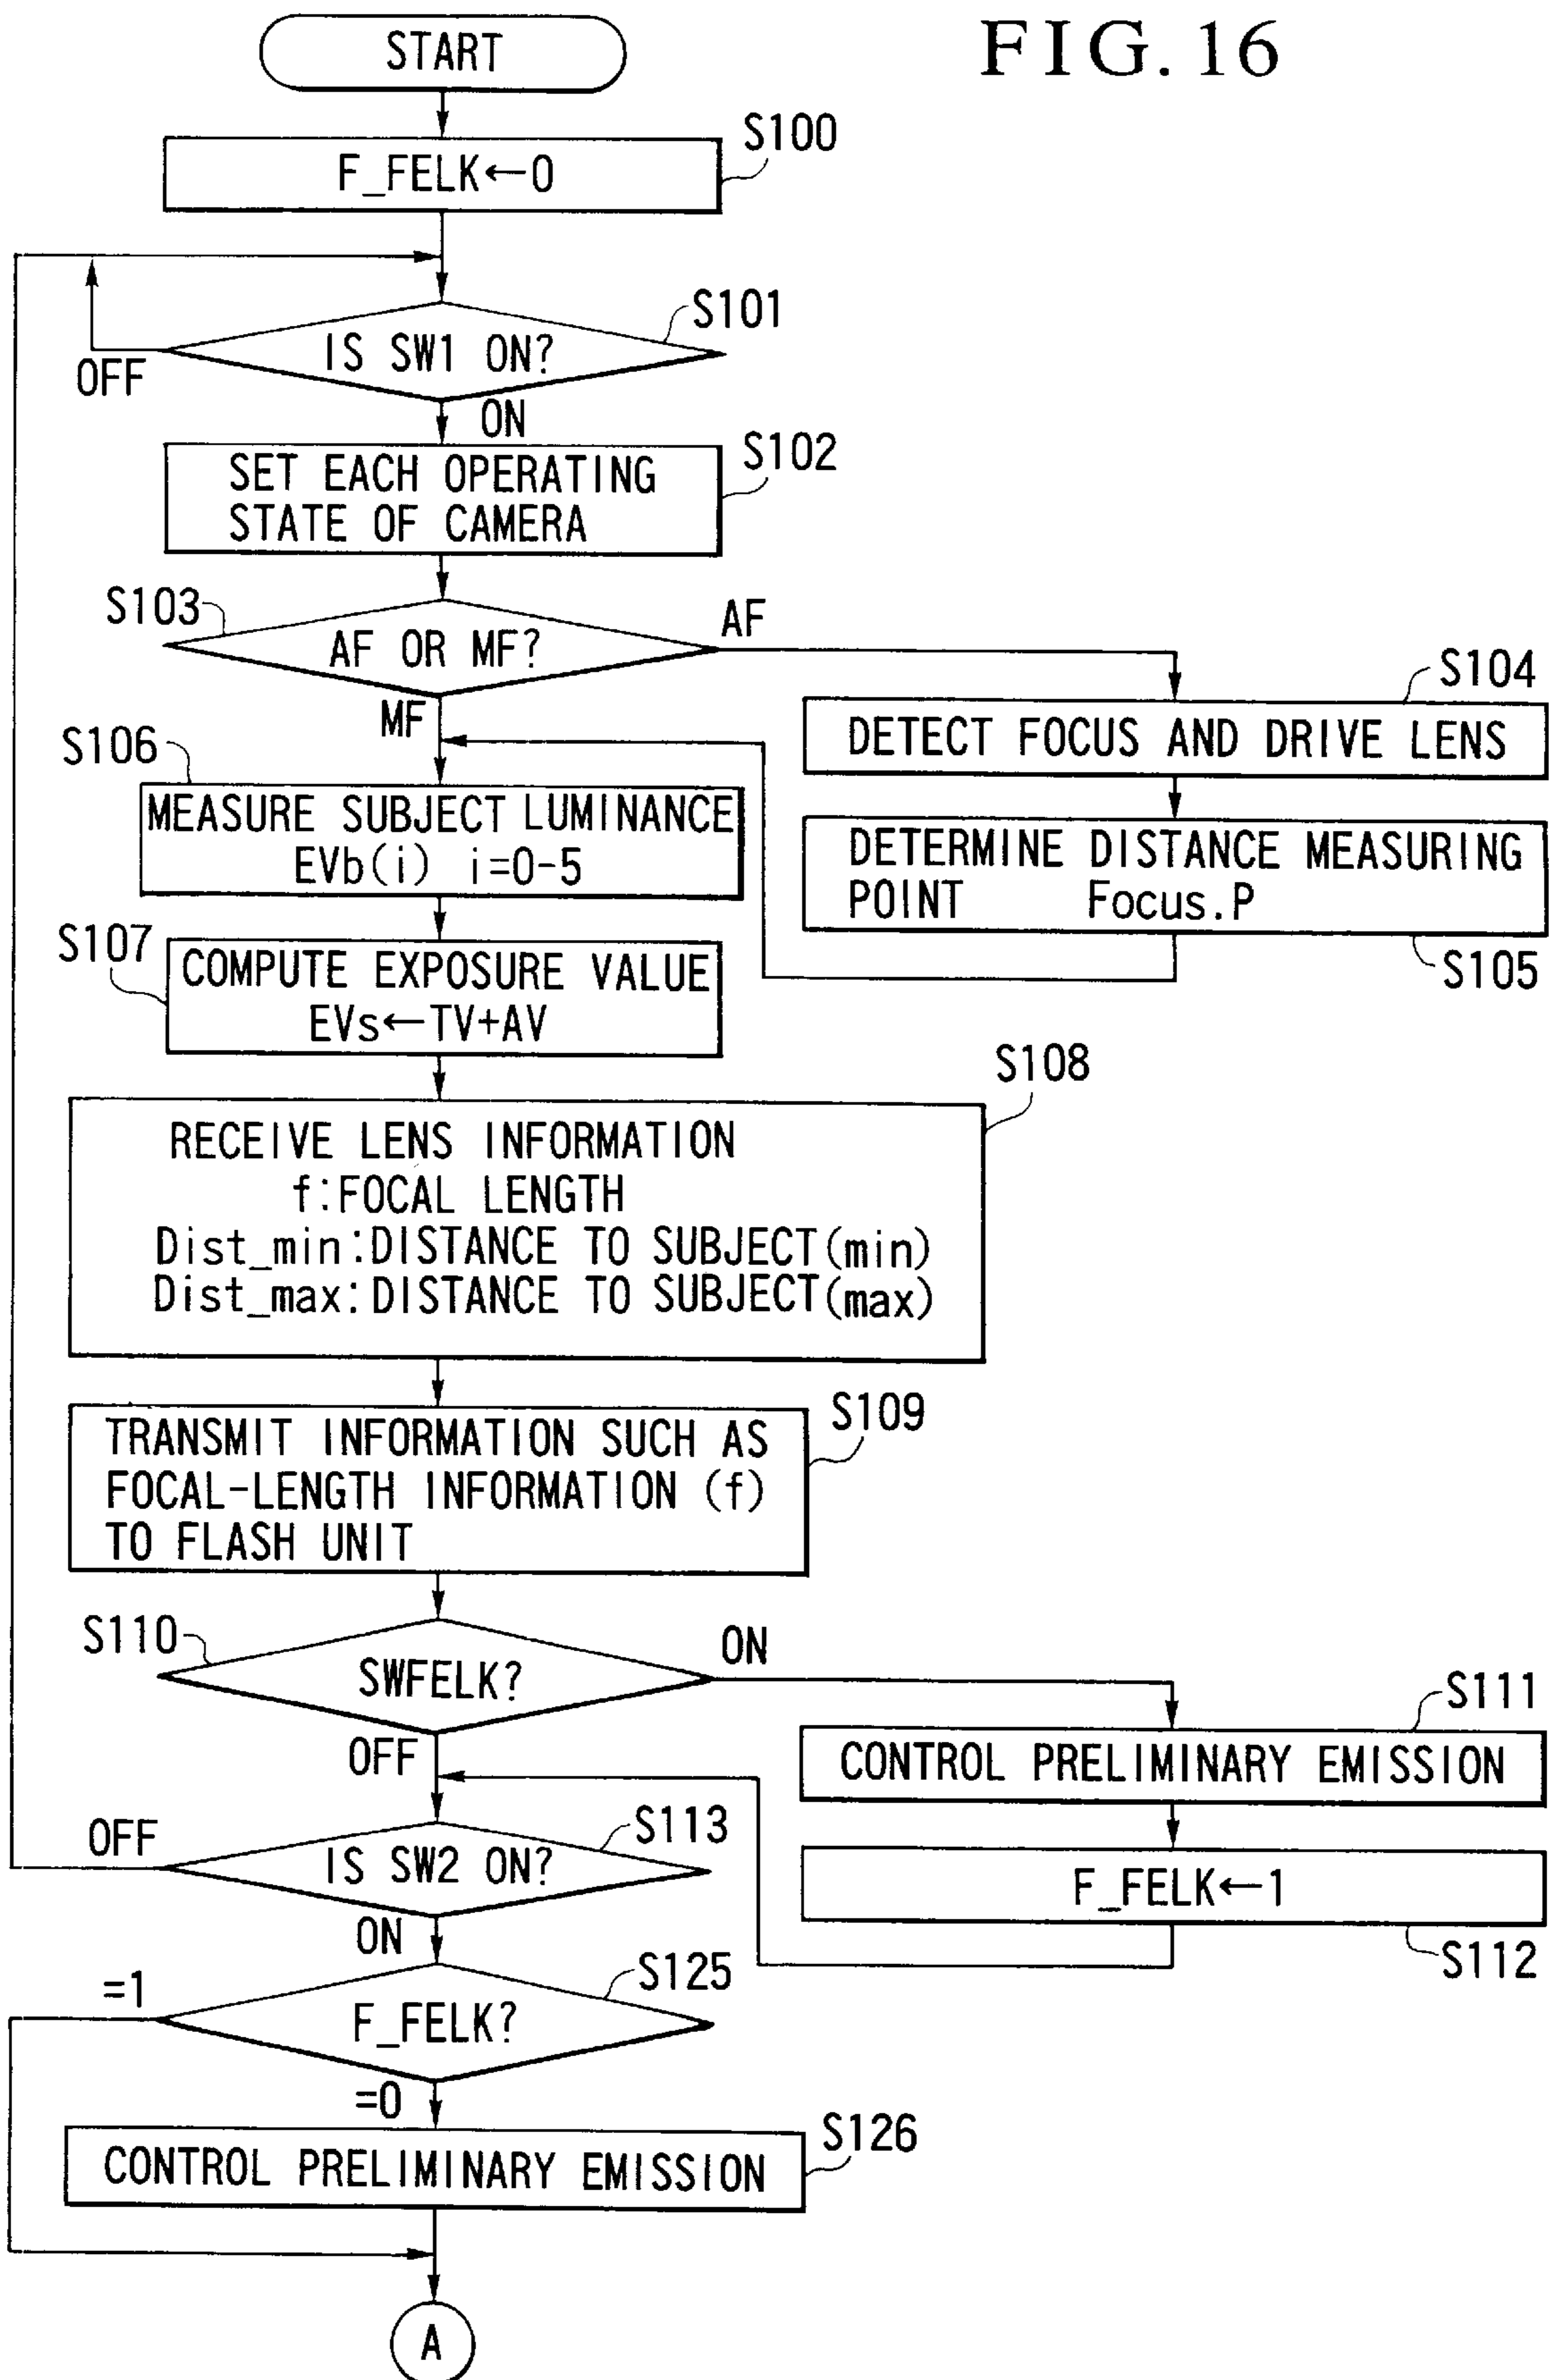 FIG. 16
START
S100
F_FELK←0
S101
IS SW1 ON?
OFF
ON
S102
SET EACH OPERATING
STATE OF CAMERA
S103
AF OR MF?
AF
MF
S104
DETECT FOCUS AND DRIVE LENS
S105
DETERMINE DISTANCE MEASURING
POINT Focus.P
S106
MEASURE SUBJECT LUMINANCE
EVb(i) i=0-5
S107
COMPUTE EXPOSURE VALUE
EVs←TV+AV
S108
RECEIVE LENS INFORMATION
f:FOCAL LENGTH
Dist_min:DISTANCE TO SUBJECT(min)
Dist_max:DISTANCE TO SUBJECT(max)
S109
TRANSMIT INFORMATION SUCH AS
FOCAL-LENGTH INFORMATION (f)
TO FLASH UNIT
S110
SWFELK?
ON
OFF
S111
CONTROL PRELIMINARY EMISSION
F_FELK←1
S112
S113
IS SW2 ON?
OFF
ON
S125
F_FELK?
=1
=0
S126
CONTROL PRELIMINARY EMISSION
A